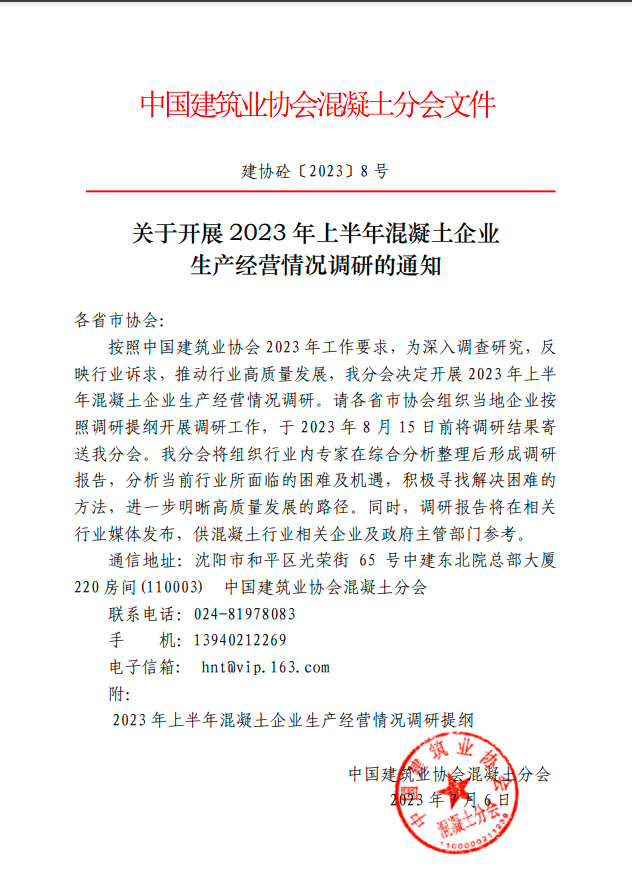 中国建筑业协会混凝土分会文件
建协砼〔2023〕8号
关于开展 2023 年上半年混凝土企业
生产经营情况调研的通知
各省市协会：
按照中国建筑业协会 2023 年工作要求，为深入调查研究，反
映行业诉求，推动行业高质量发展，我分会决定开展 2023 年上半
年混凝土企业生产经营情况调研。请各省市协会组织当地企业按
照调研提纲开展调研工作，于 2023 年 8 月 15 日前将调研结果寄
送我分会。我分会将组织行业内专家在综合分析整理后形成调研
报告，分析当前行业所面临的困难及机遇，积极寻找解决困难的
方法，进一步明晰高质量发展的路径。同时，调研报告将在相关
行业媒体发布，供混凝土行业相关企业及政府主管部门参考。
通信地址：沈阳市和平区光荣街 65 号中建东北院总部大厦
220 房间(110003)　中国建筑业协会混凝土分会
联系电话：024-81978083
手　　机：13940212269
电子信箱： hnt@vip.163.com
附：
2023 年上半年混凝土企业生产经营情况调研提纲
中国建筑业协会混凝土分会
2023 年 7 月 6 日
中国建筑业协会
混凝土分会
1100000211239